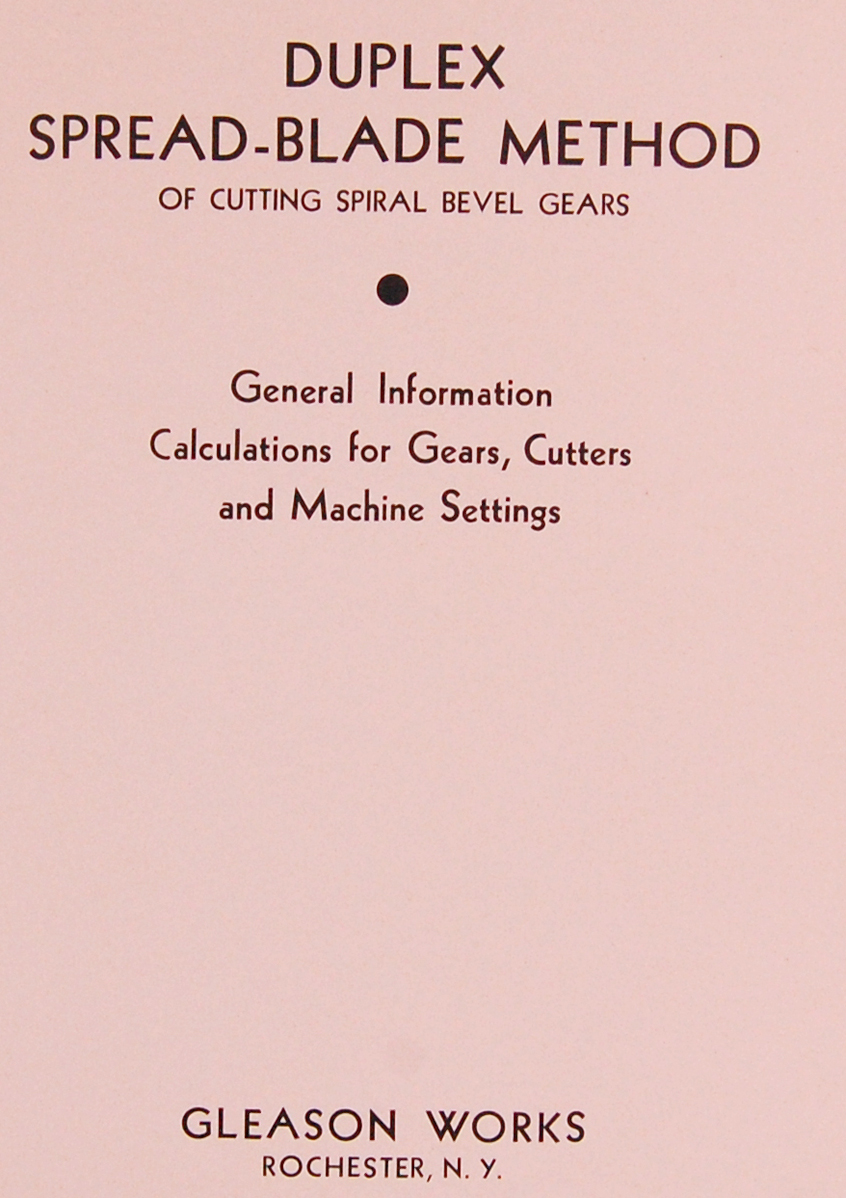 DUPLEX
SPREAD-BLADE METHOD
OF CUTTING SPIRAL BEVEL GEARS
General Information
Calculations for Gears, Cutters
and Machine Settings
GLEASON WORKS
ROCHESTER, N. Y.